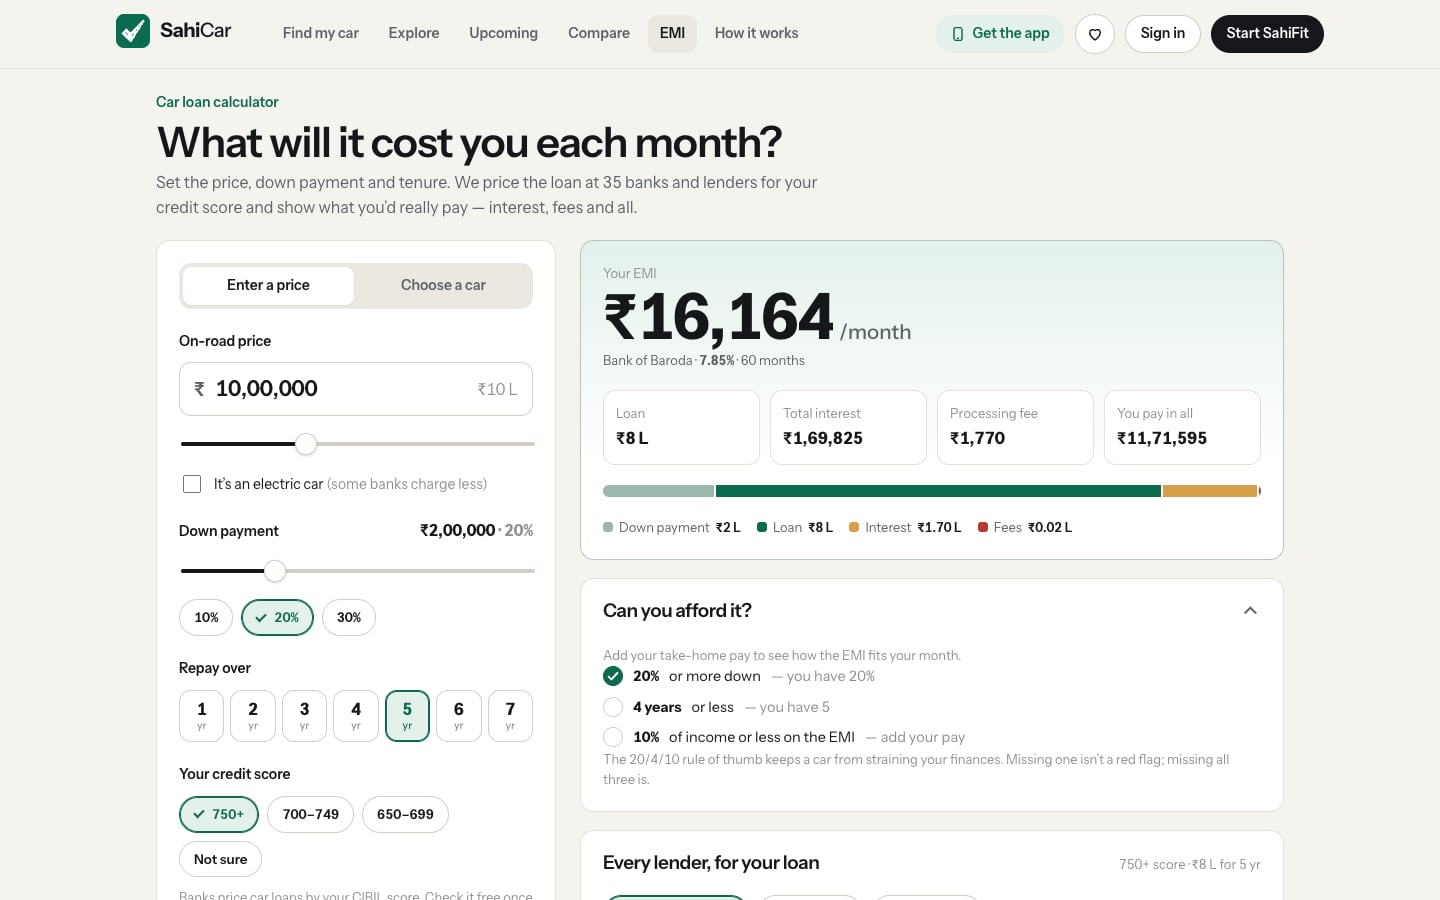 SahiCar
Find my car
Explore
Upcoming
Compare
EMI
How it works
Get the app
Sign in
Start SahiFit
Car loan calculator
What will it cost you each month?
Set the price, down payment and tenure. We price the loan at 35 banks and lenders for your
credit score and show what you'd really pay — interest, fees and all.
Enter a price
Choose a car
On-road price
₹ 10,00,000
₹10 L
It's an electric car (some banks charge less)
Down payment
₹2,00,000 · 20%
10%
20%
30%
Repay over
1 yr
2 yr
3 yr
4 yr
5 yr
6 yr
7 yr
Your credit score
750+
700–749
650–699
Not sure
Banks price car loans by your CIBIL score. Check it free once
Your EMI
₹16,164 /month
Bank of Baroda · 7.85% · 60 months
Loan
₹8 L
Total interest
₹1,69,825
Processing fee
₹1,770
You pay in all
₹11,71,595
Down payment ₹2 L
Loan ₹8 L
Interest ₹1.70 L
Fees ₹0.02 L
Can you afford it?
Add your take-home pay to see how the EMI fits your month.
20% or more down — you have 20%
4 years or less — you have 5
10% of income or less on the EMI — add your pay
The 20/4/10 rule of thumb keeps a car from straining your finances. Missing one isn't a red flag; missing all
three is.
Every lender, for your loan
750+ score · ₹8 L for 5 yr